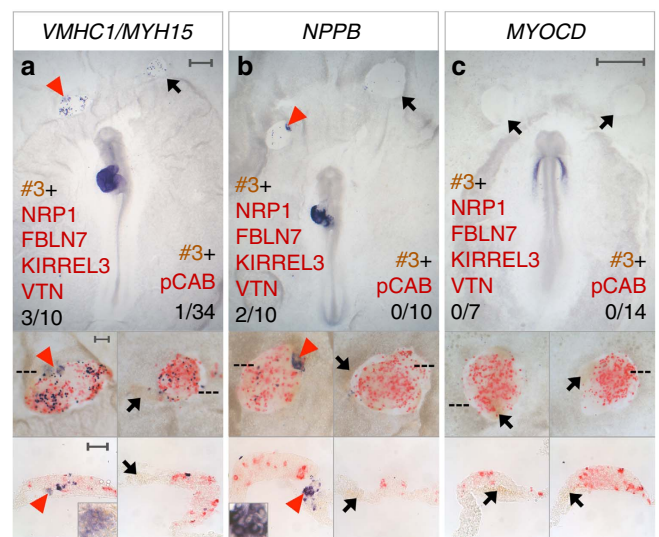 VMHC1/MYH15
NPPB
MYOCD
a
#3+
NRP1
FBLN7
KIRREL3
VTN
3/10
#3+
pCAB
1/34
b
#3+
NRP1
FBLN7
KIRREL3
VTN
2/10
#3+
pCAB
0/10
c
#3+
NRP1
FBLN7
KIRREL3
VTN
0/7
#3+
pCAB
0/14